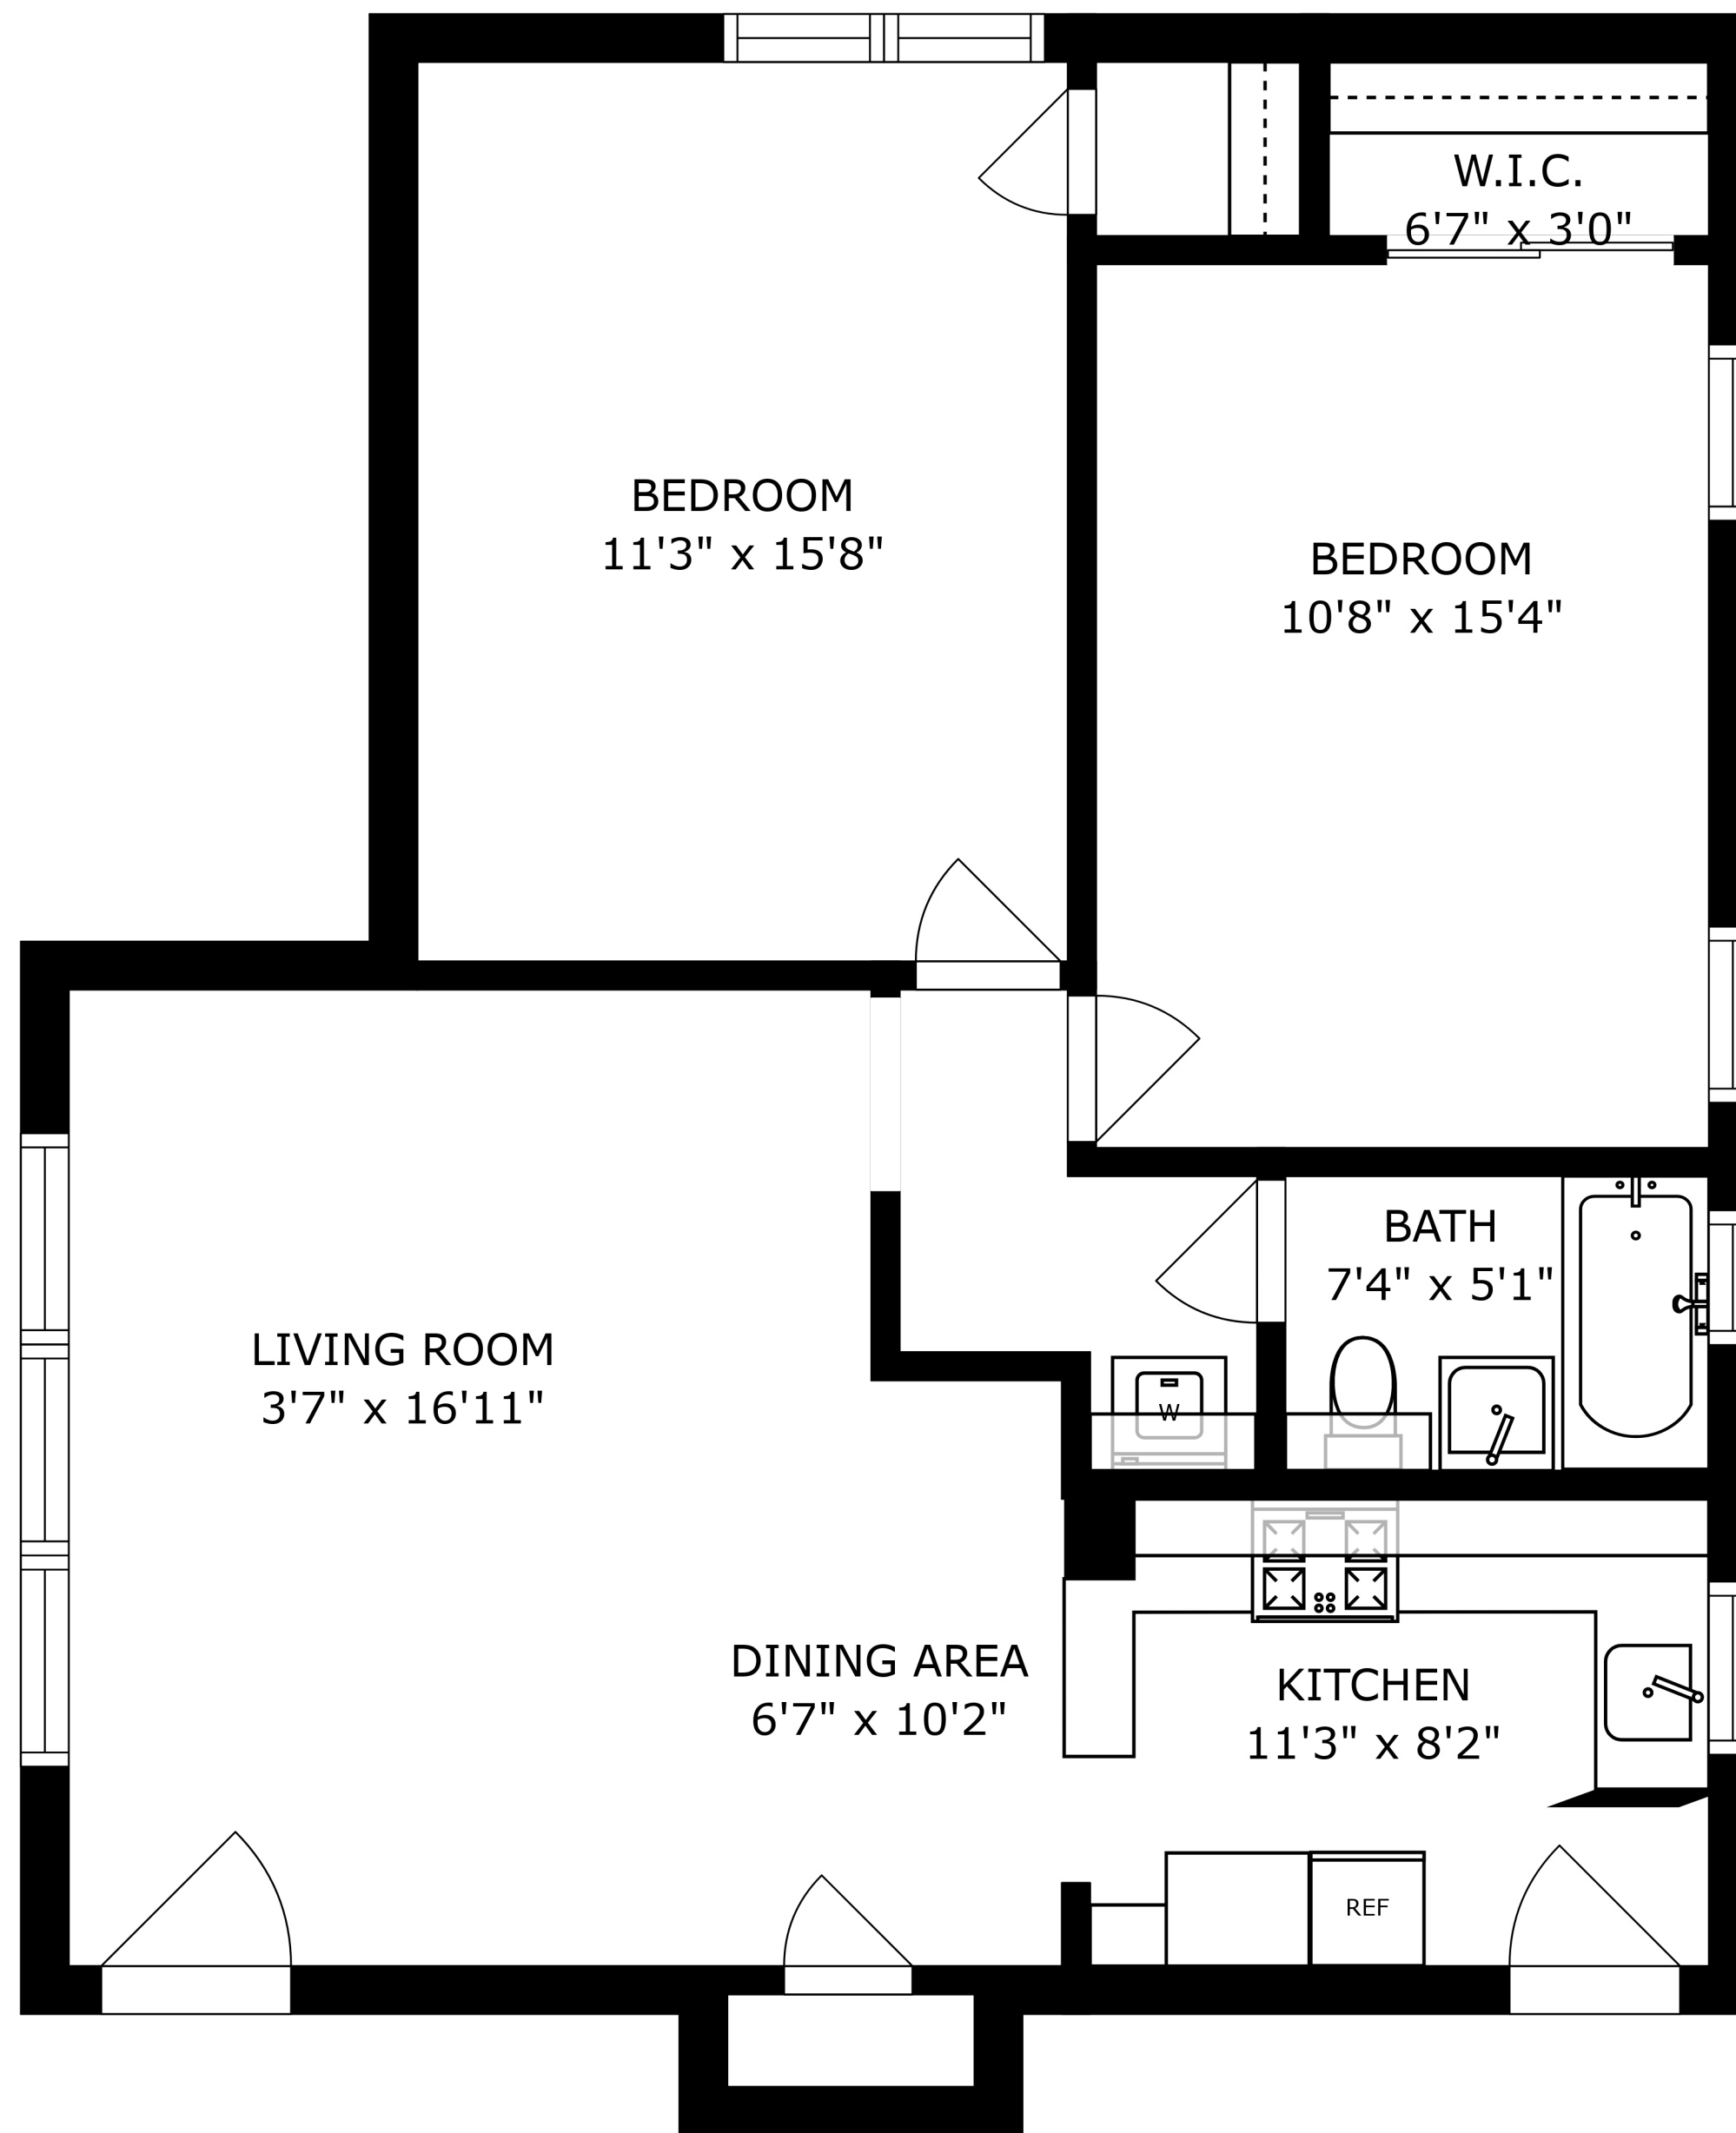 W.I.C.
6'7" x 3'0"
BEDROOM
11'3" x 15'8"
BEDROOM
10'8" x 15'4"
BATH
7'4" x 5'1"
LIVING ROOM
3'7" x 16'11"
W
DINING AREA
6'7" x 10'2"
KITCHEN
11'3" x 8'2"
REF